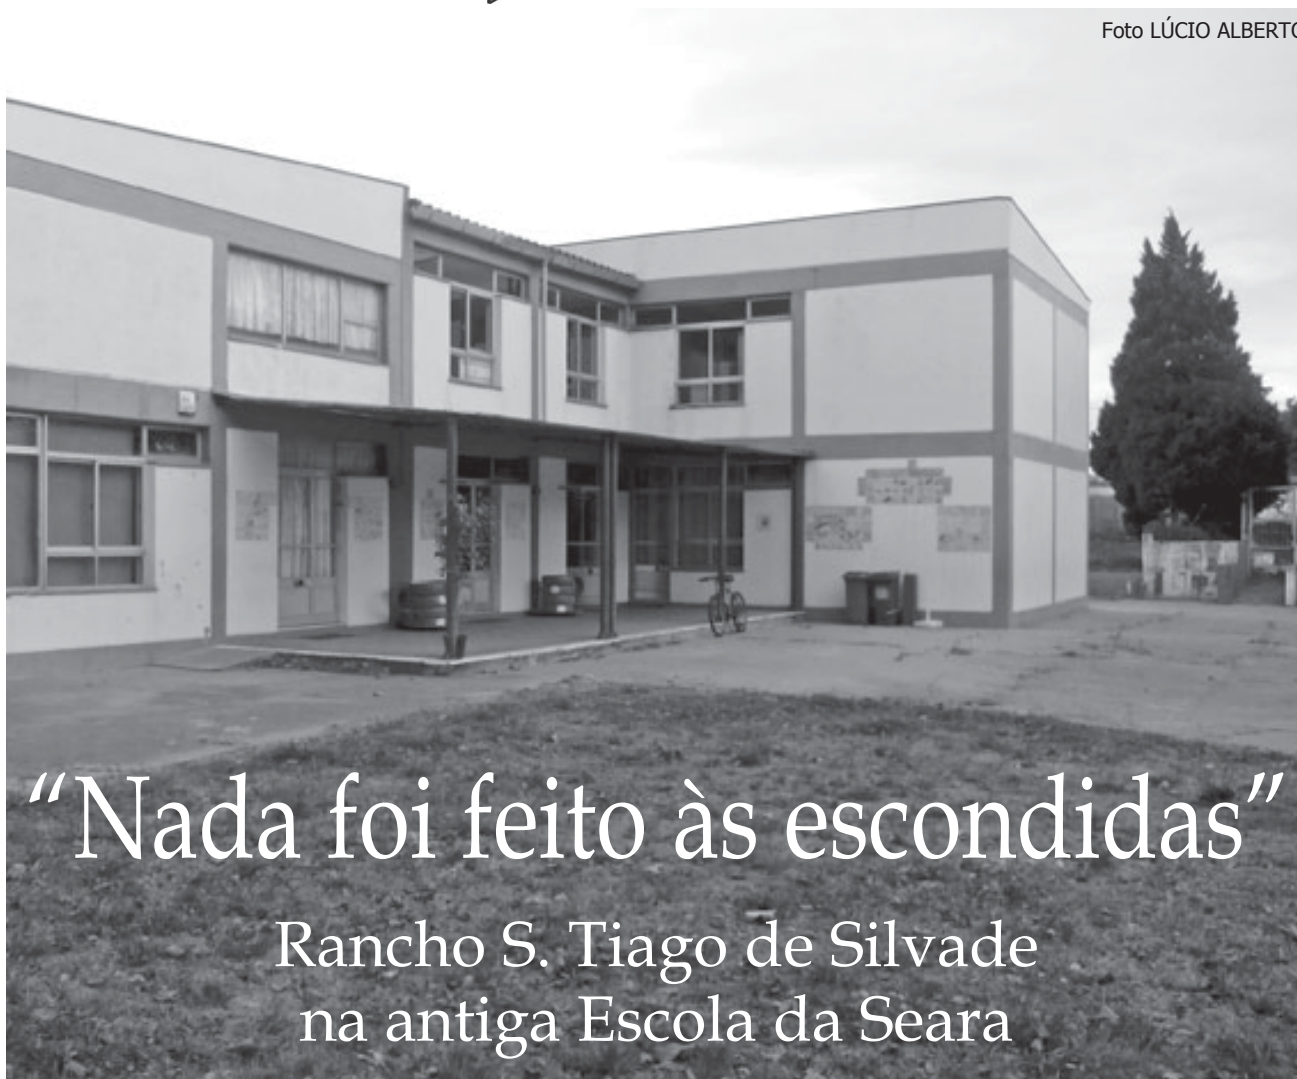 Foto LÚCIO ALBERTO
“Nada foi feito às escondidas”
Rancho S. Tiago de Silvade
na antiga Escola da Seara